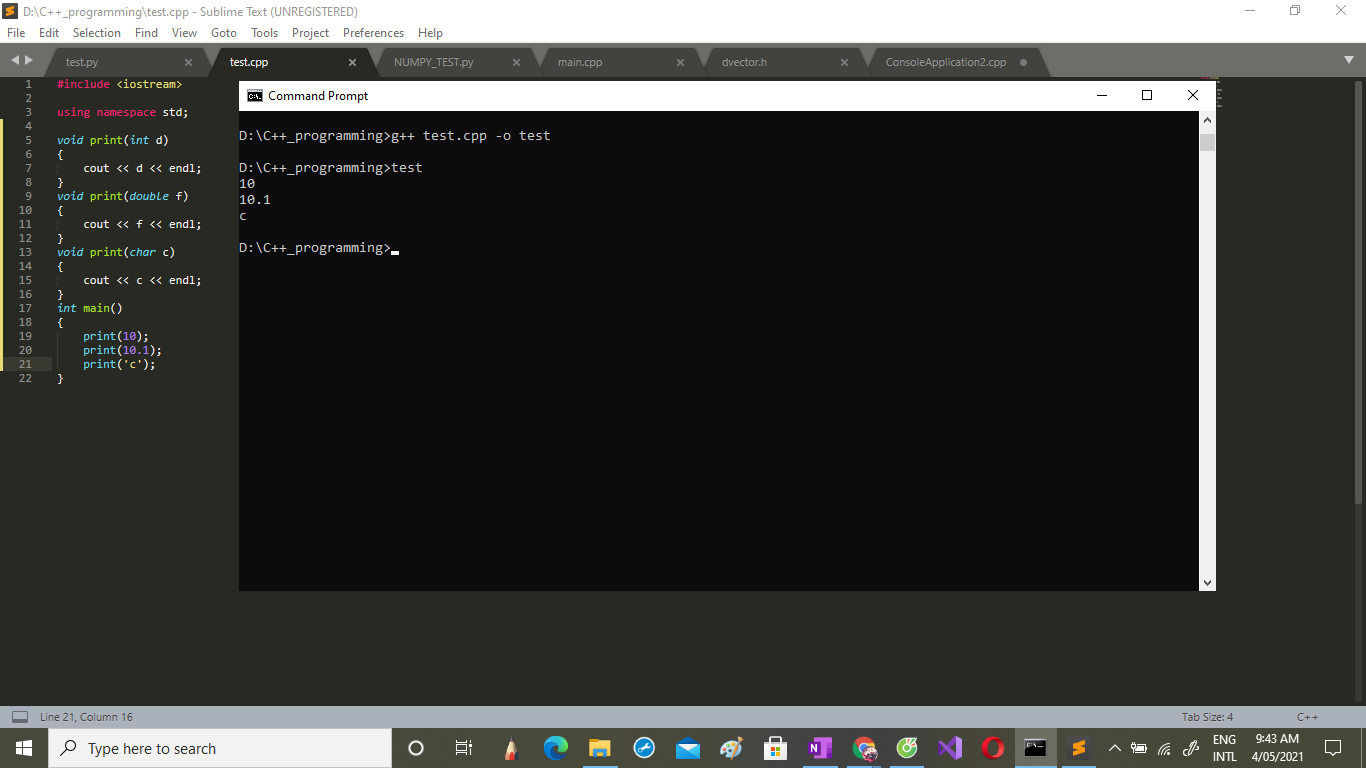 D:\C++_programming\test.cpp - Sublime Text (UNREGISTERED)
File Edit Selection Find View Goto Tools Project Preferences Help
test.py test.cpp NUMPY_TEST.py main.cpp dvector.h ConsoleApplication2.cpp
1 #include <iostream>
2
3 using namespace std;
4
5 void print(int d)
6 {
7 cout << d << endl;
8 }
9 void print(double f)
10 {
11 cout << f << endl;
12 }
13 void print(char c)
14 {
15 cout << c << endl;
16 }
17 int main()
18 {
19 print(10);
20 print(10.1);
21 print('c');
22 }
Command Prompt
D:\C++_programming>g++ test.cpp -o test
D:\C++_programming>test
10
10.1
c
D:\C++_programming>
Line 21, Column 16 Tab Size: 4 C++
Type here to search
ENG
INTL
9:43 AM
4/05/2021